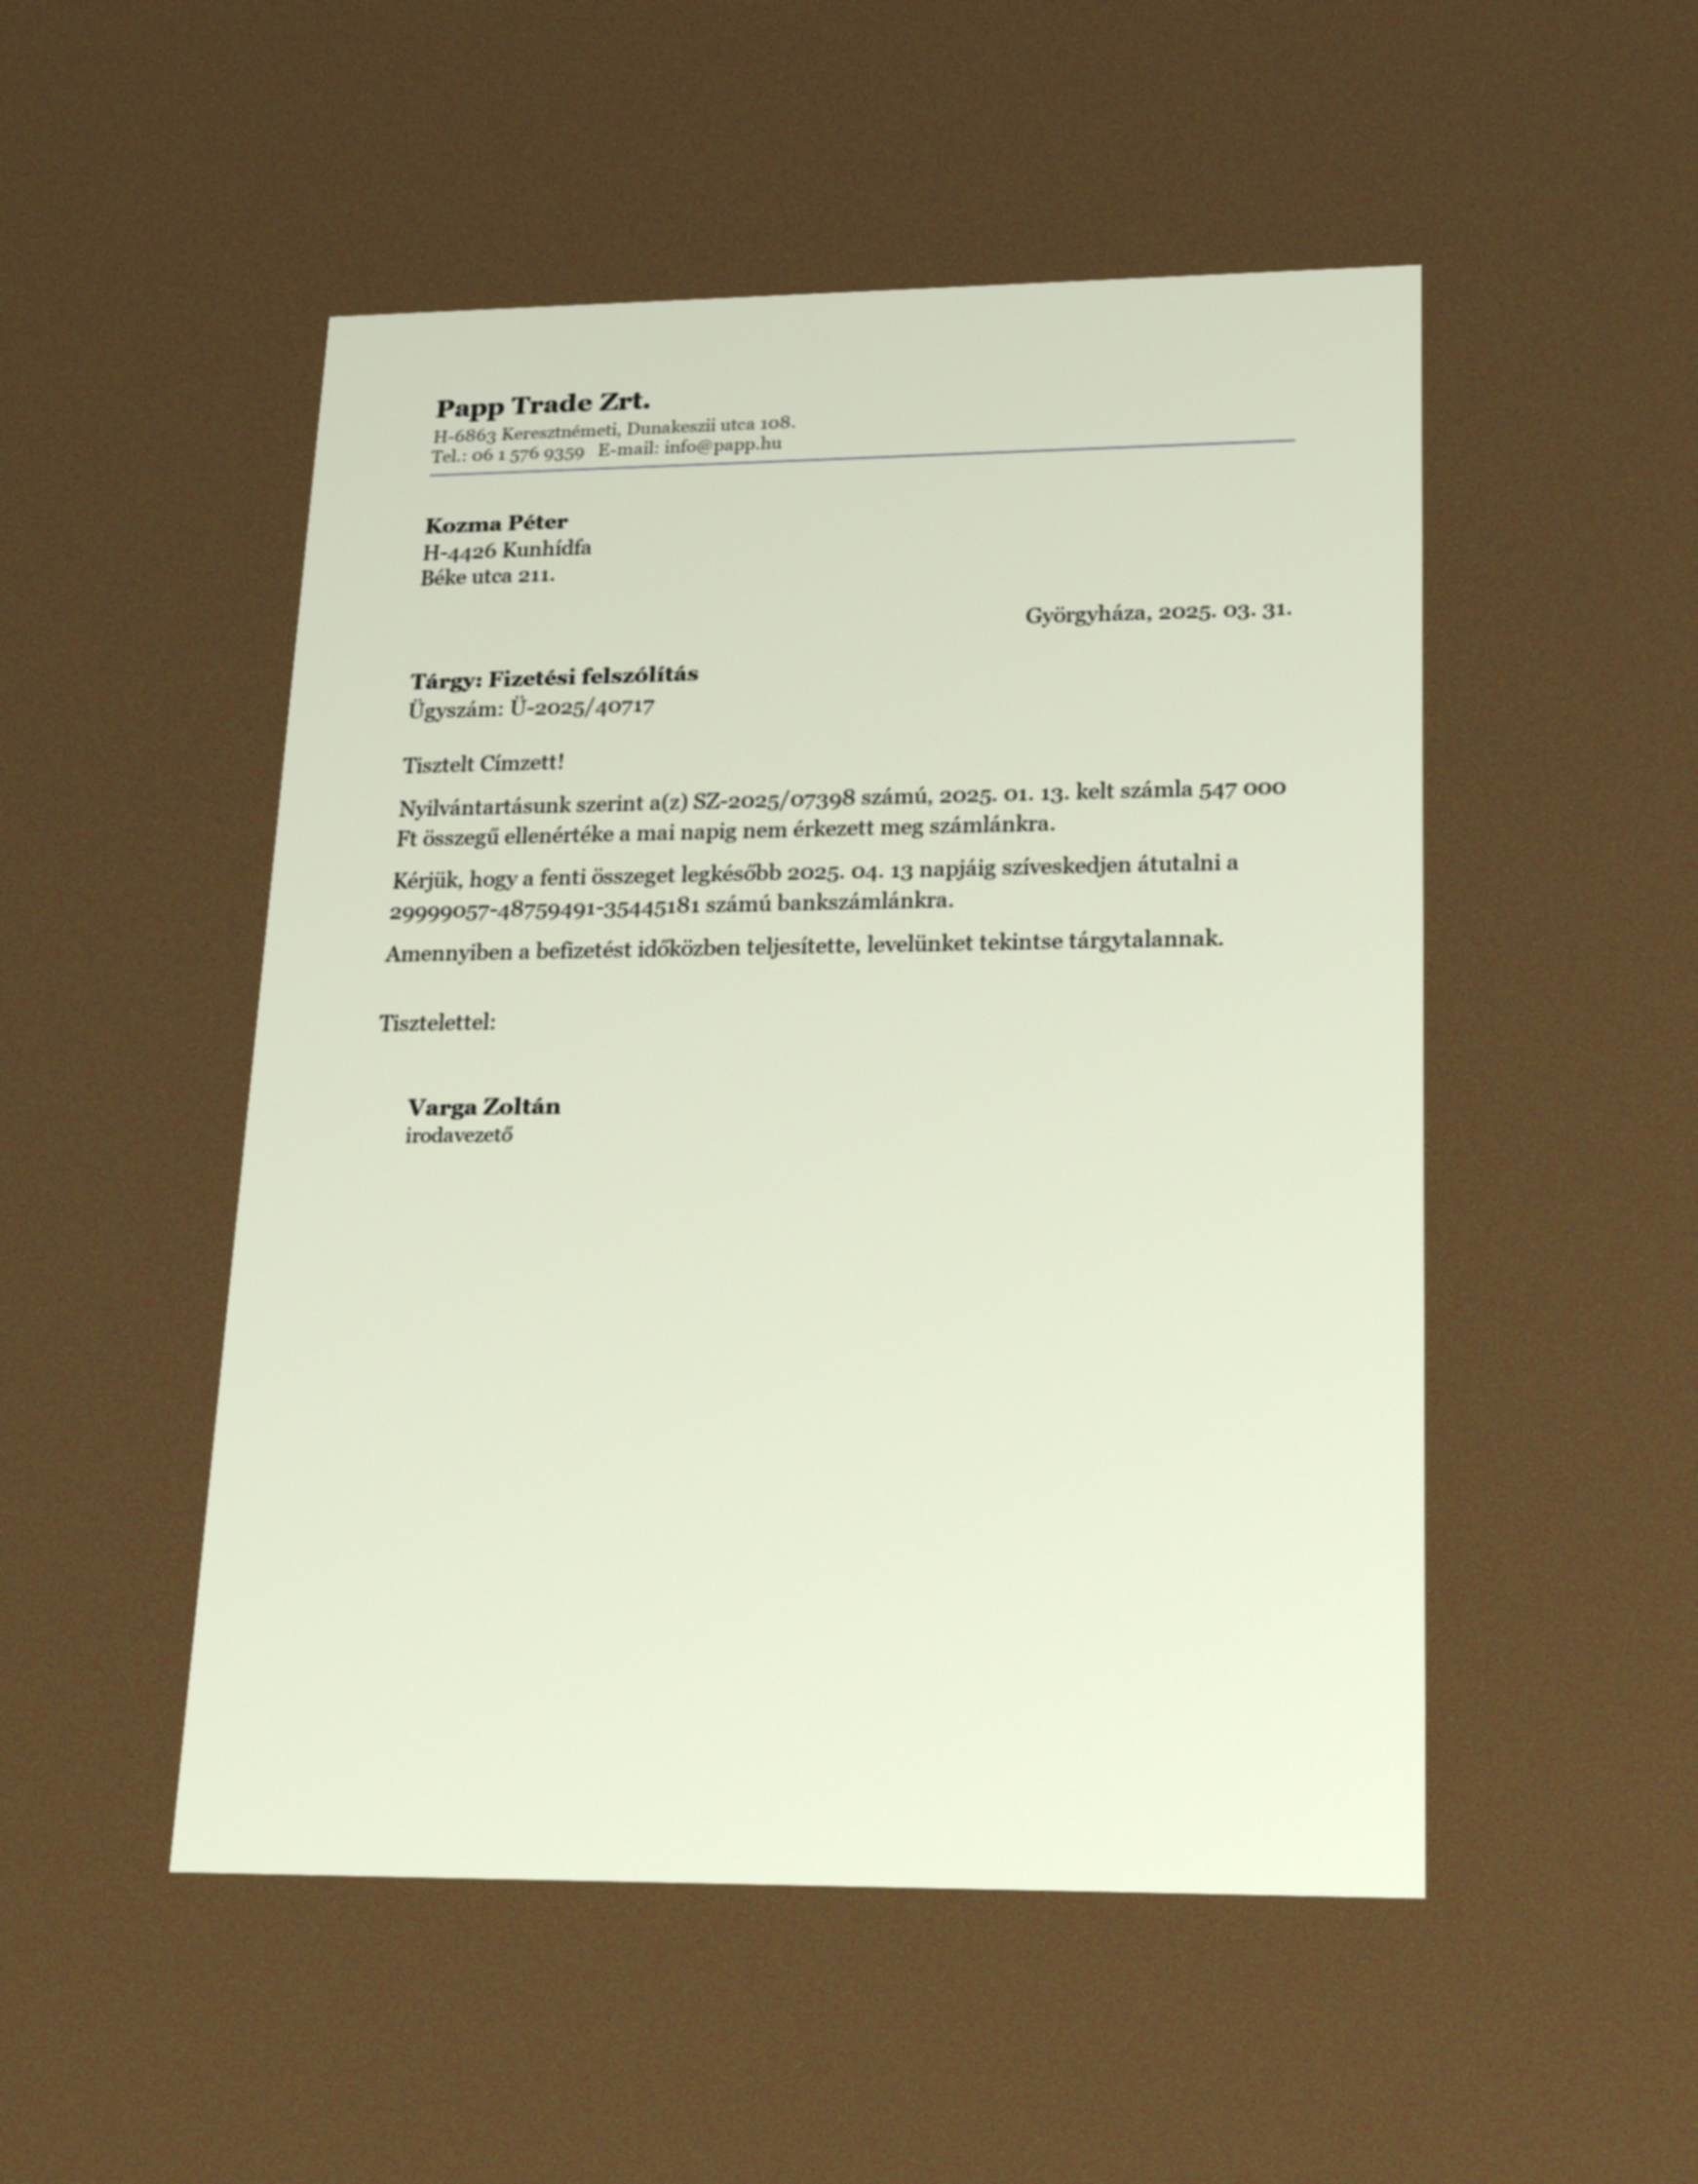 Papp Trade Zrt.
H-6863 Keresztnémeti, Dunakeszii utca 108.
Tel.: 06 1 576 9359   E-mail: info@papp.hu
Kozma Péter
H-4426 Kunhídfa
Béke utca 211.
Györgyháza, 2025. 03. 31.
Tárgy: Fizetési felszólítás
Ügyszám: Ü-2025/40717
Tisztelt Címzett!
Nyilvántartásunk szerint a(z) SZ-2025/07398 számú, 2025. 01. 13. kelt számla 547 000
Ft összegű ellenértéke a mai napig nem érkezett meg számlánkra.
Kérjük, hogy a fenti összeget legkésőbb 2025. 04. 13 napjáig szíveskedjen átutalni a
29999057-48759491-35445181 számú bankszámlánkra.
Amennyiben a befizetést időközben teljesítette, levelünket tekintse tárgytalannak.
Tisztelettel:
Varga Zoltán
irodavezető